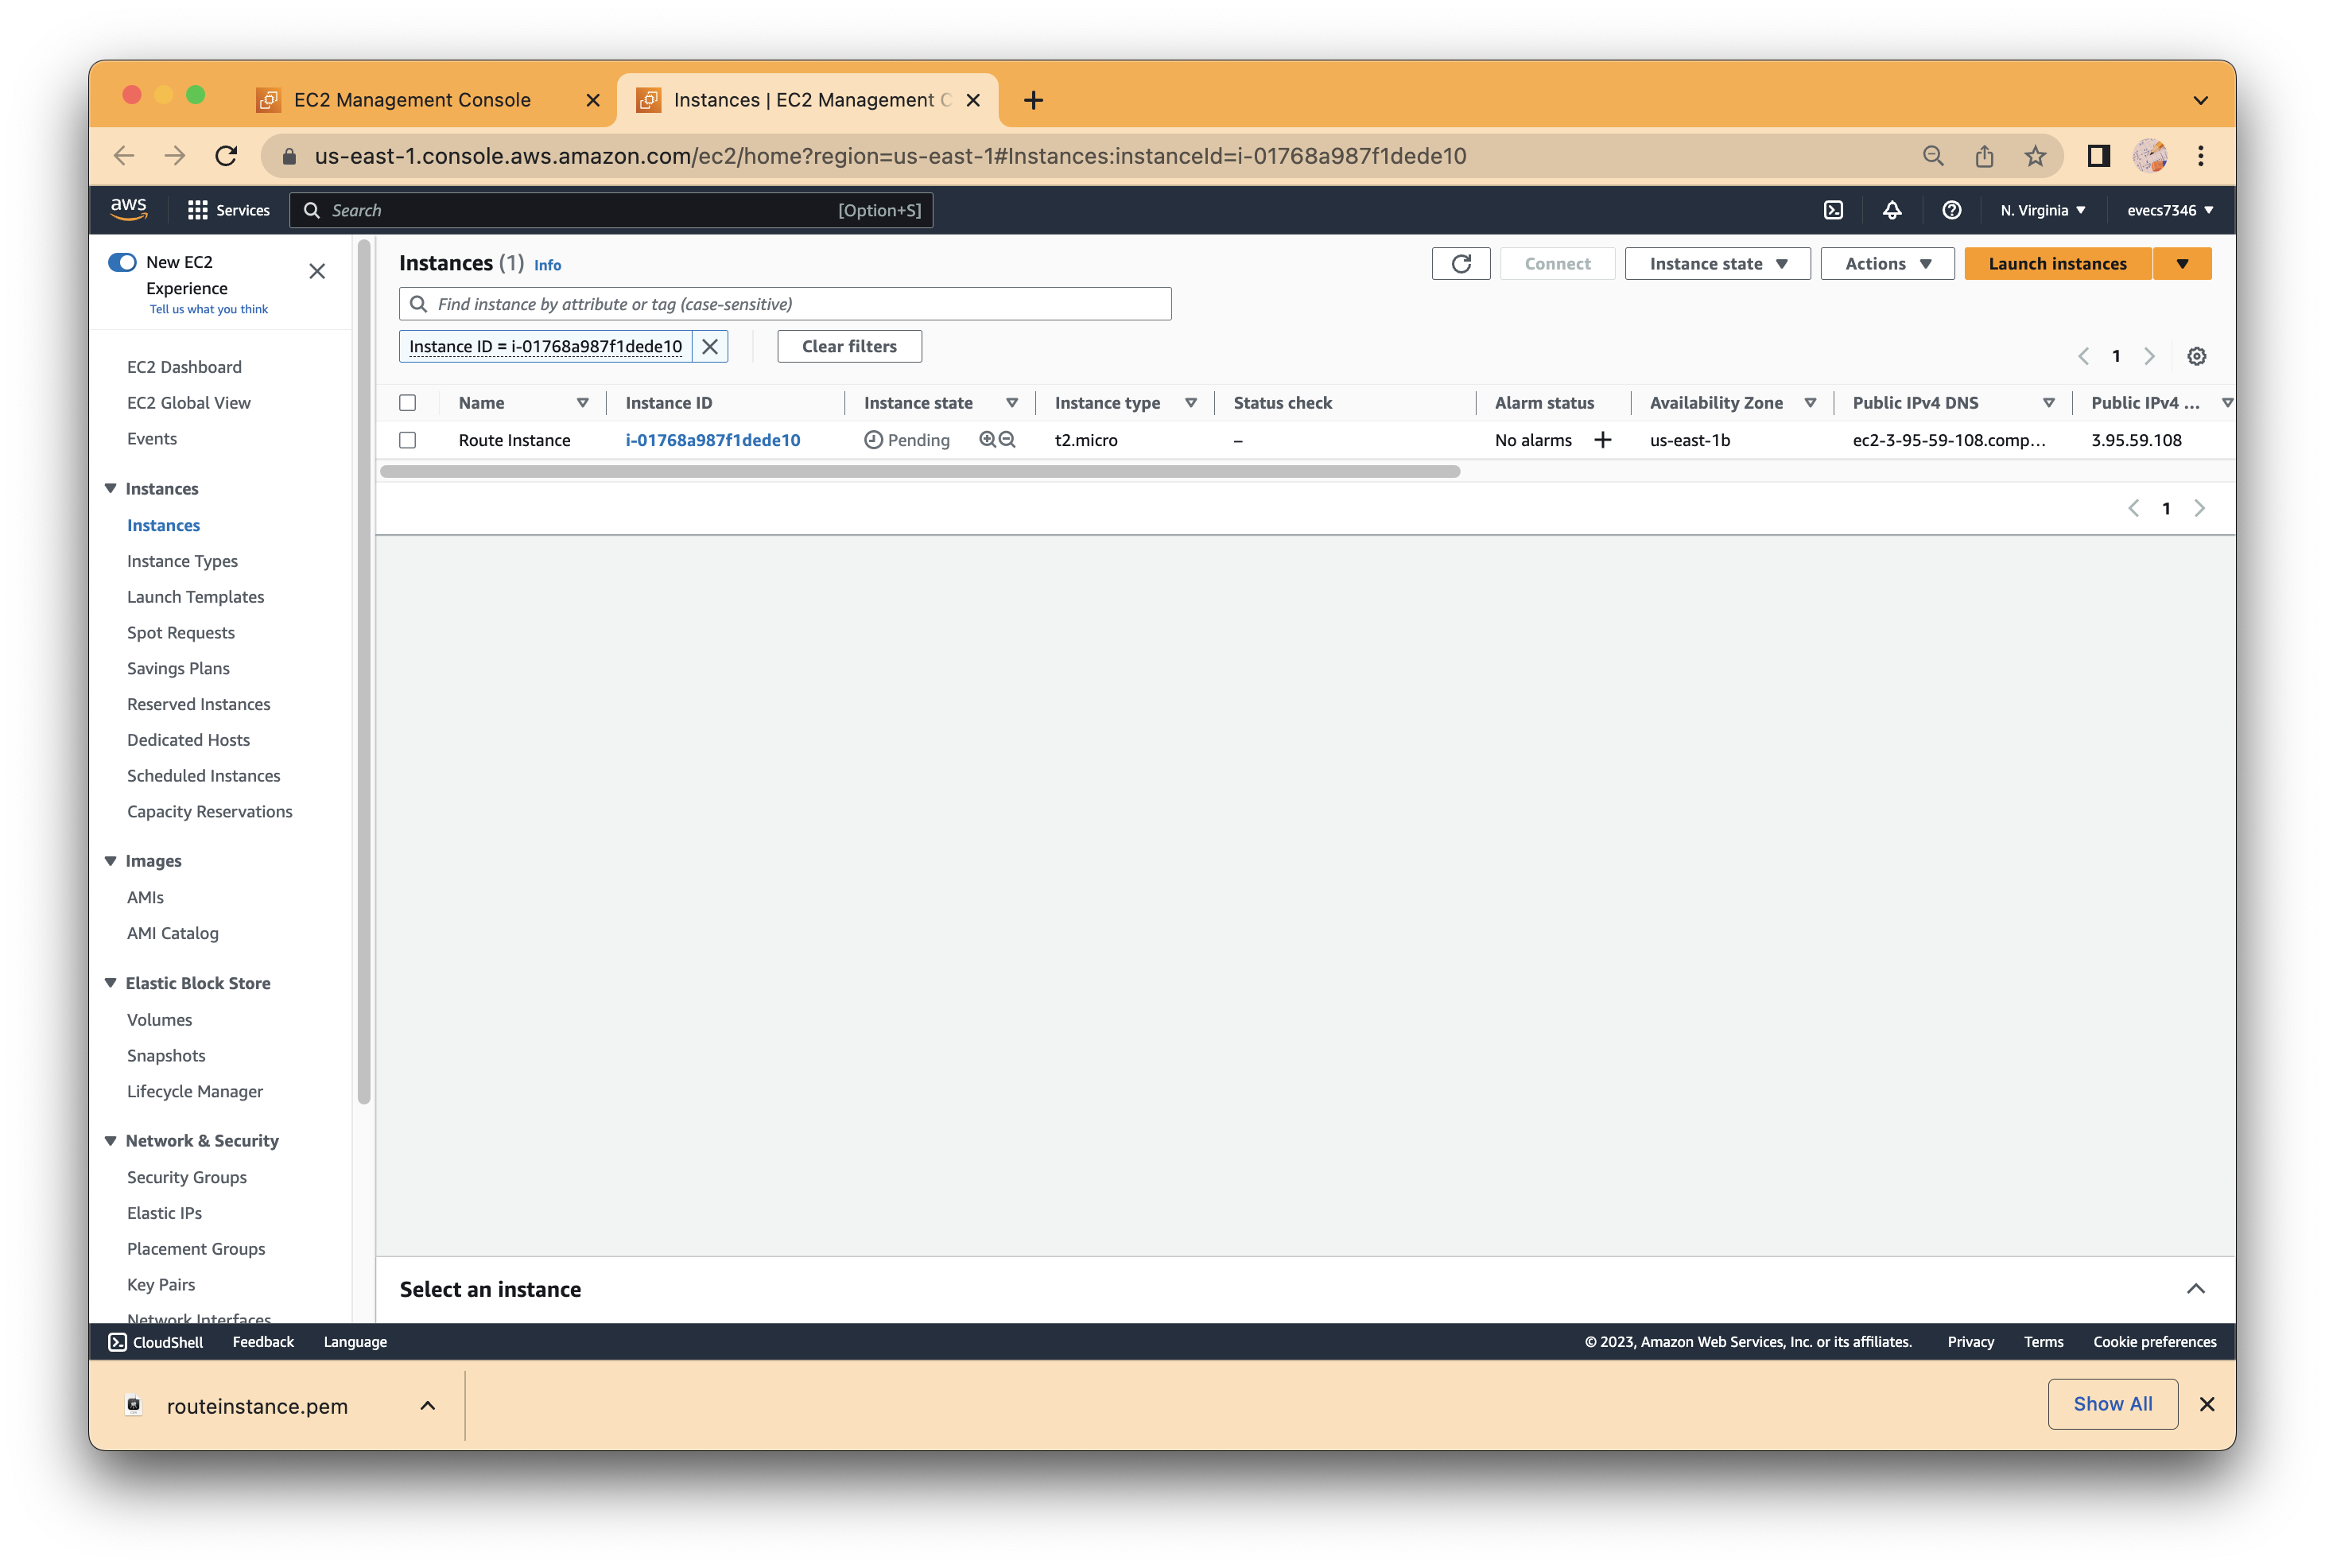 EC2 Management Console
Instances | EC2 Management C
us-east-1.console.aws.amazon.com/ec2/home?region=us-east-1#Instances:instanceId=i-01768a987f1dede10
aws Services Search [Option+S] N. Virginia evecs7346
New EC2
Experience
Tell us what you think
EC2 Dashboard
EC2 Global View
Events
Instances
Instances
Instance Types
Launch Templates
Spot Requests
Savings Plans
Reserved Instances
Dedicated Hosts
Scheduled Instances
Capacity Reservations
Images
AMIs
AMI Catalog
Elastic Block Store
Volumes
Snapshots
Lifecycle Manager
Network & Security
Security Groups
Elastic IPs
Placement Groups
Key Pairs
Network Interfaces
Instances (1) Info Connect Instance state Actions Launch instances
Find instance by attribute or tag (case-sensitive)
Instance ID = i-01768a987f1dede10 Clear filters
1
Name Instance ID Instance state Instance type Status check Alarm status Availability Zone Public IPv4 DNS Public IPv4 ...
Route Instance i-01768a987f1dede10 Pending t2.micro – No alarms + us-east-1b ec2-3-95-59-108.comp... 3.95.59.108
1
Select an instance
CloudShell Feedback Language © 2023, Amazon Web Services, Inc. or its affiliates. Privacy Terms Cookie preferences
routeinstance.pem Show All